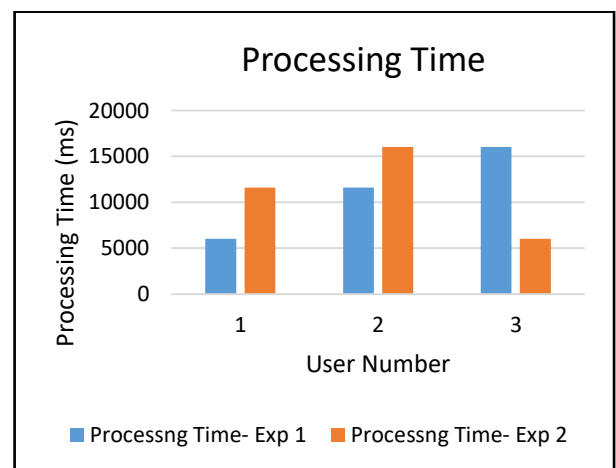 Processing Time
Processing Time (ms)
20000
15000
10000
5000
0
1 2 3
User Number
Processng Time- Exp 1 Processng Time- Exp 2